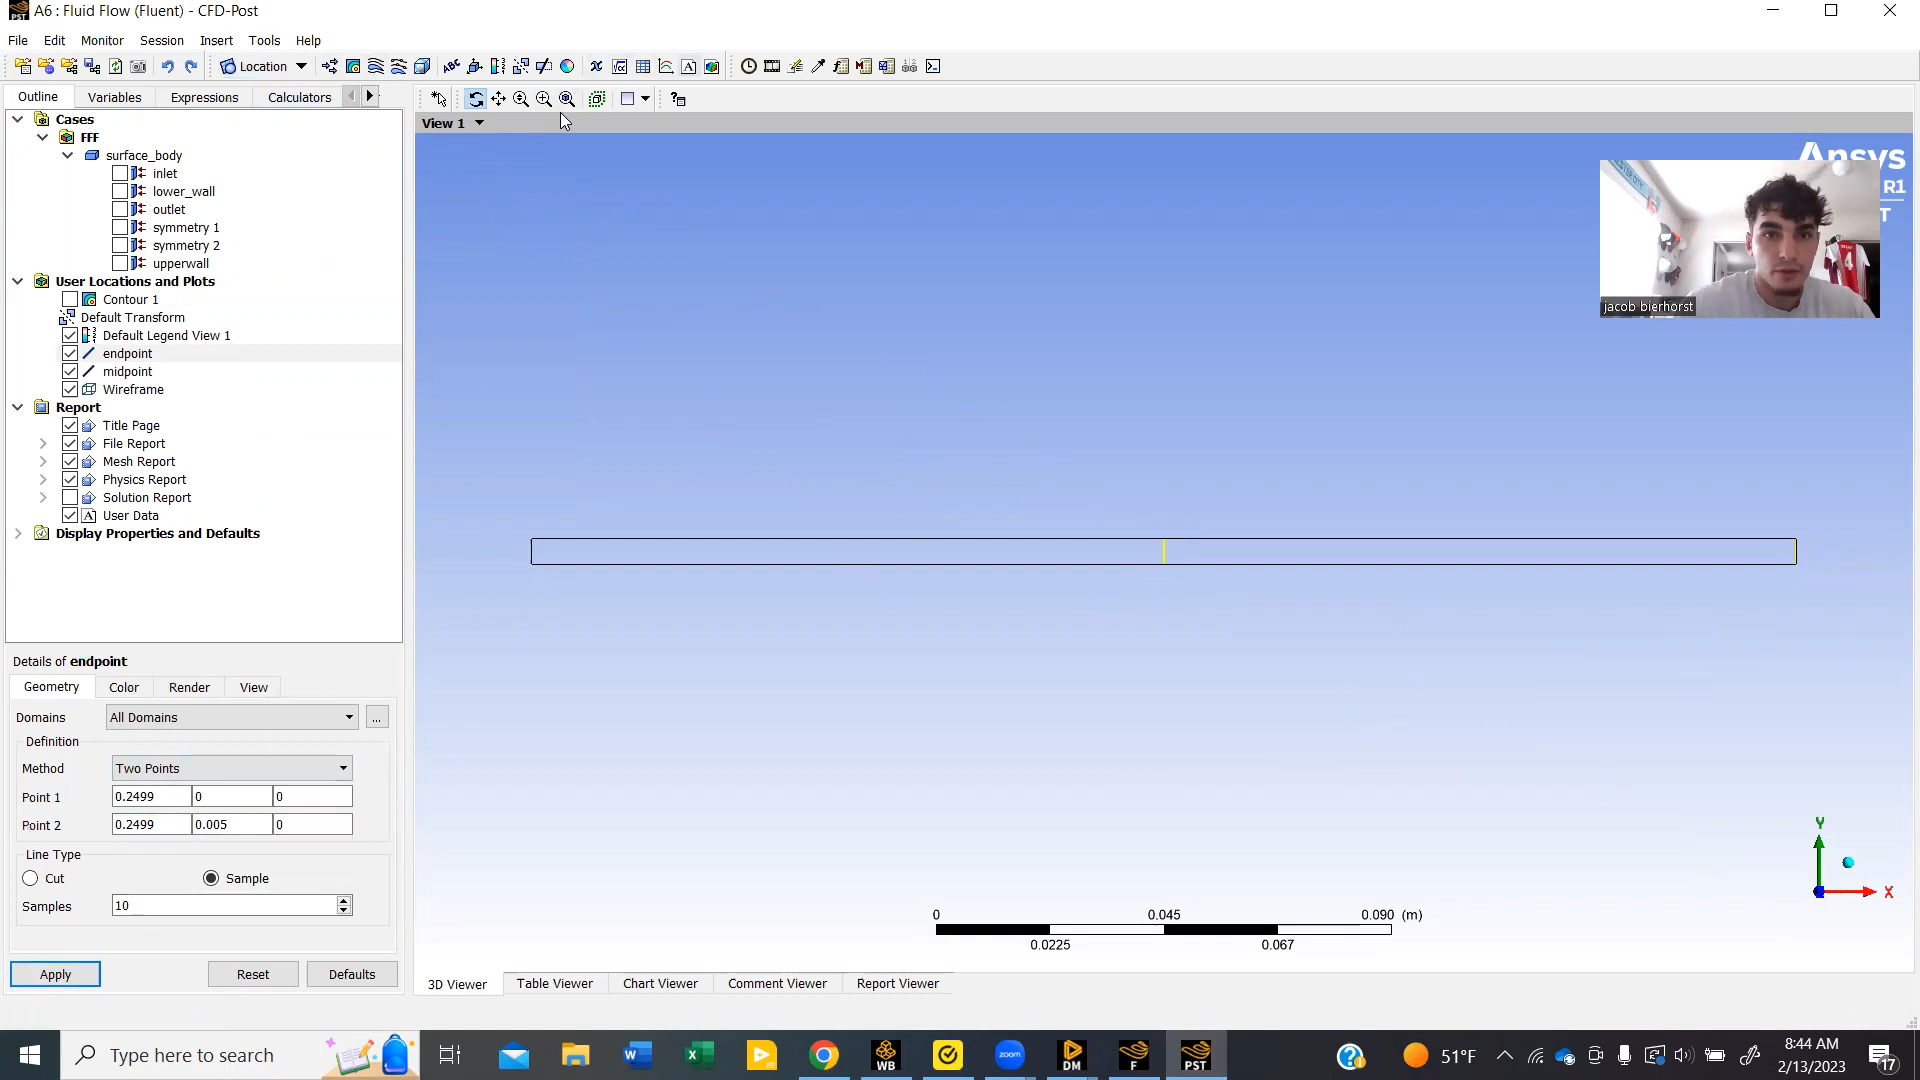 A6 : Fluid Flow (Fluent) - CFD-Post
File Edit Monitor Session Insert Tools Help
Location
Outline Variables Expressions Calculators
View 1
Cases
FFF
surface_body
inlet
lower_wall
outlet
symmetry 1
symmetry 2
upperwall
User Locations and Plots
Contour 1
Default Transform
Default Legend View 1
endpoint
midpoint
Wireframe
Report
Title Page
File Report
Mesh Report
Physics Report
Solution Report
User Data
Display Properties and Defaults
Details of endpoint
Geometry Color Render View
Domains All Domains ...
Definition
Method Two Points
Point 1 0.2499 0 0
Point 2 0.2499 0.005 0
Line Type
Cut Sample
Samples 10
Apply Reset Defaults
Ansys
R1
jacob bierhorst
4
Y
X
0 0.045 0.090 (m)
0.0225 0.067
3D Viewer Table Viewer Chart Viewer Comment Viewer Report Viewer
Type here to search
WB
zoom
DM
F
PST
51°F
8:44 AM
2/13/2023
17